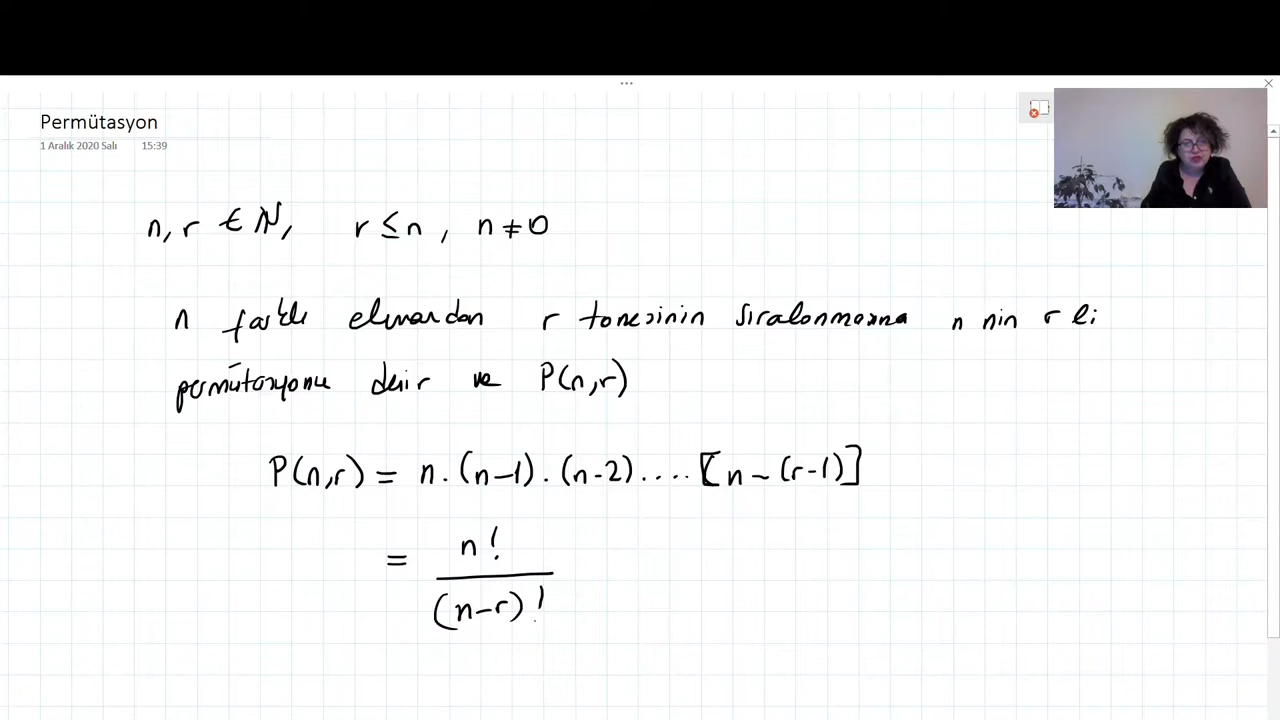 Permütasyon
1 Aralık 2020 Salı 15:39
n, r ∈ N, r ≤ n , n ≠ 0
n farklı elemandan r tanesinin sıralanmasına n nin r li
permütasyonu denir ve P(n,r)
P(n,r) = n.(n-1).(n-2)....[n-(r-1)]
= n! / (n-r)!